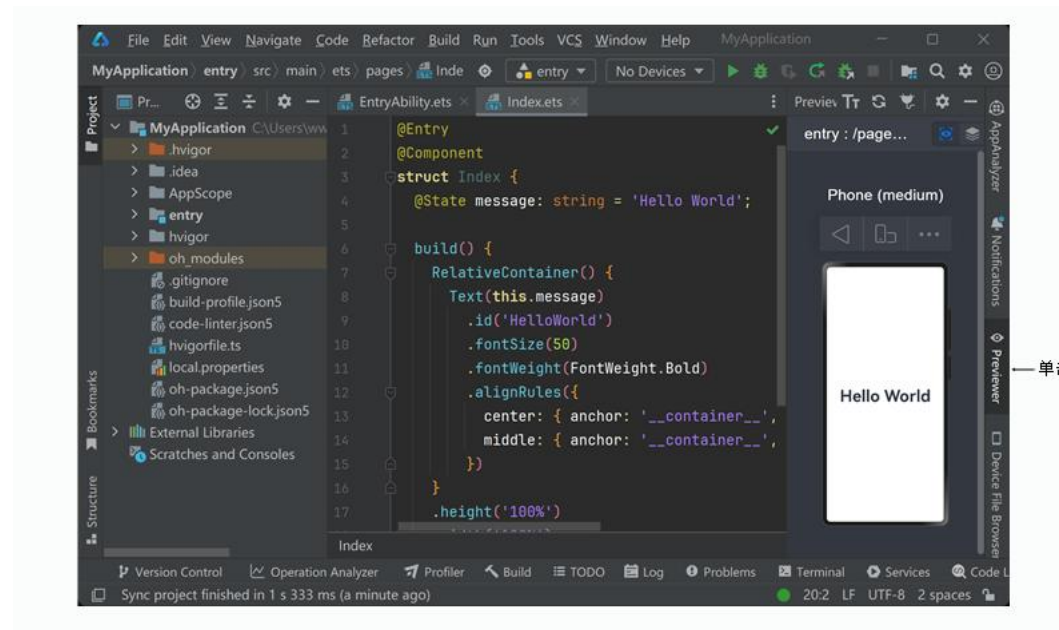 File Edit View Navigate Code Refactor Build Run Tools VCS Window Help MyApplication
MyApplication entry src main ets pages Inde entry No Devices
Project
Pr...
EntryAbility.ets
Index.ets
Previev
MyApplication C:\Users\ww
.hvigor
.idea
AppScope
entry
hvigor
oh_modules
.gitignore
build-profile.json5
code-linter.json5
hvigorfile.ts
local.properties
oh-package.json5
oh-package-lock.json5
External Libraries
Scratches and Consoles
Bookmarks
Structure
1 @Entry
2 @Component
3 struct Index {
4 @State message: string = 'Hello World';
5
6 build() {
7 RelativeContainer() {
8 Text(this.message)
9 .id('HelloWorld')
10 .fontSize(50)
11 .fontWeight(FontWeight.Bold)
12 .alignRules({
13 center: { anchor: '__container__',
14 middle: { anchor: '__container__',
15 })
16 }
17 .height('100%')
Index
entry : /page...
Phone (medium)
Hello World
AppAnalyzer
Notifications
Previewer
Device File Browser
单击
Version Control Operation Analyzer Profiler Build TODO Log Problems Terminal Services Code L
Sync project finished in 1 s 333 ms (a minute ago) 20:2 LF UTF-8 2 spaces